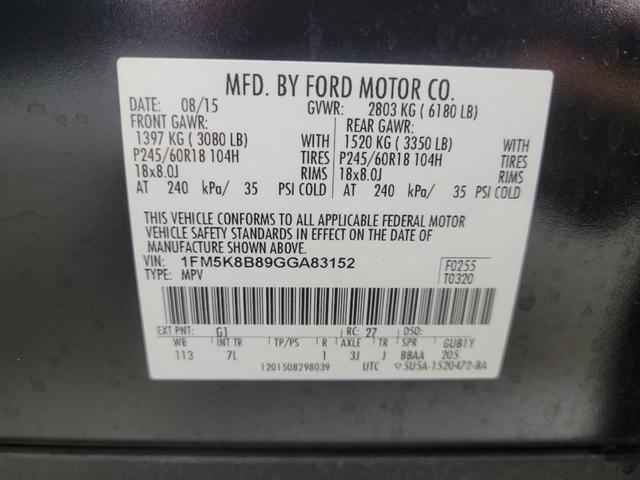 MFD. BY FORD MOTOR CO.
DATE: 08/15 GVWR: 2803 KG ( 6180 LB)
FRONT GAWR: REAR GAWR:
1397 KG ( 3080 LB) WITH 1520 KG ( 3350 LB) WITH
P245/60R18 104H TIRES P245/60R18 104H TIRES
18x8.0J RIMS 18x8.0J RIMS
AT 240 kPa/ 35 PSI COLD AT 240 kPa/ 35 PSI COLD
THIS VEHICLE CONFORMS TO ALL APPLICABLE FEDERAL MOTOR
VEHICLE SAFETY STANDARDS IN EFFECT ON THE DATE OF
MANUFACTURE SHOWN ABOVE.
VIN: 1FM5K8B89GGA83152 F0255
TYPE: MPV T0320
EXT PNT: G1 RC: 27 DSO:
WB INT TR TP/PS R AXLE TR SPR GUB1Y
113 7L 1 3J J BBAA 205
1201508298039 UTC 5U5A-1520472-BA